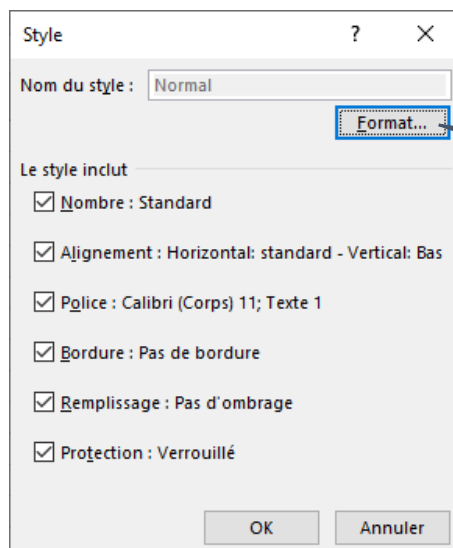 Style ? ×
Nom du style : Normal
Format...
Le style inclut
Nombre : Standard
Alignement : Horizontal: standard - Vertical: Bas
Police : Calibri (Corps) 11; Texte 1
Bordure : Pas de bordure
Remplissage : Pas d'ombrage
Protection : Verrouillé
OK Annuler